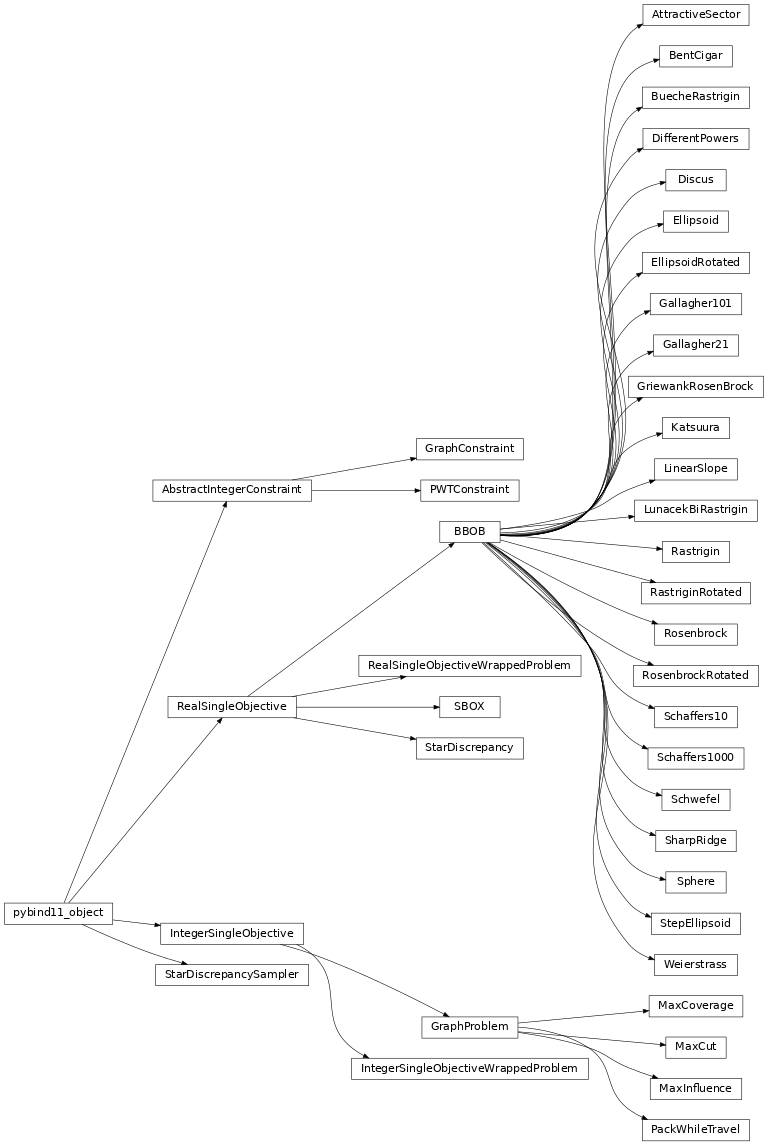 AttractiveSector
BentCigar
BuecheRastrigin
DifferentPowers
Discus
Ellipsoid
EllipsoidRotated
Gallagher101
Gallagher21
GriewankRosenBrock
Katsuura
GraphConstraint
LinearSlope
AbstractIntegerConstraint
PWTConstraint
LunacekBiRastrigin
BBOB
Rastrigin
RastriginRotated
Rosenbrock
RealSingleObjectiveWrappedProblem
RosenbrockRotated
RealSingleObjective
SBOX
Schaffers10
StarDiscrepancy
Schaffers1000
Schwefel
SharpRidge
Sphere
pybind11_object
StepEllipsoid
IntegerSingleObjective
Weierstrass
StarDiscrepancySampler
MaxCoverage
GraphProblem
MaxCut
IntegerSingleObjectiveWrappedProblem
MaxInfluence
PackWhileTravel